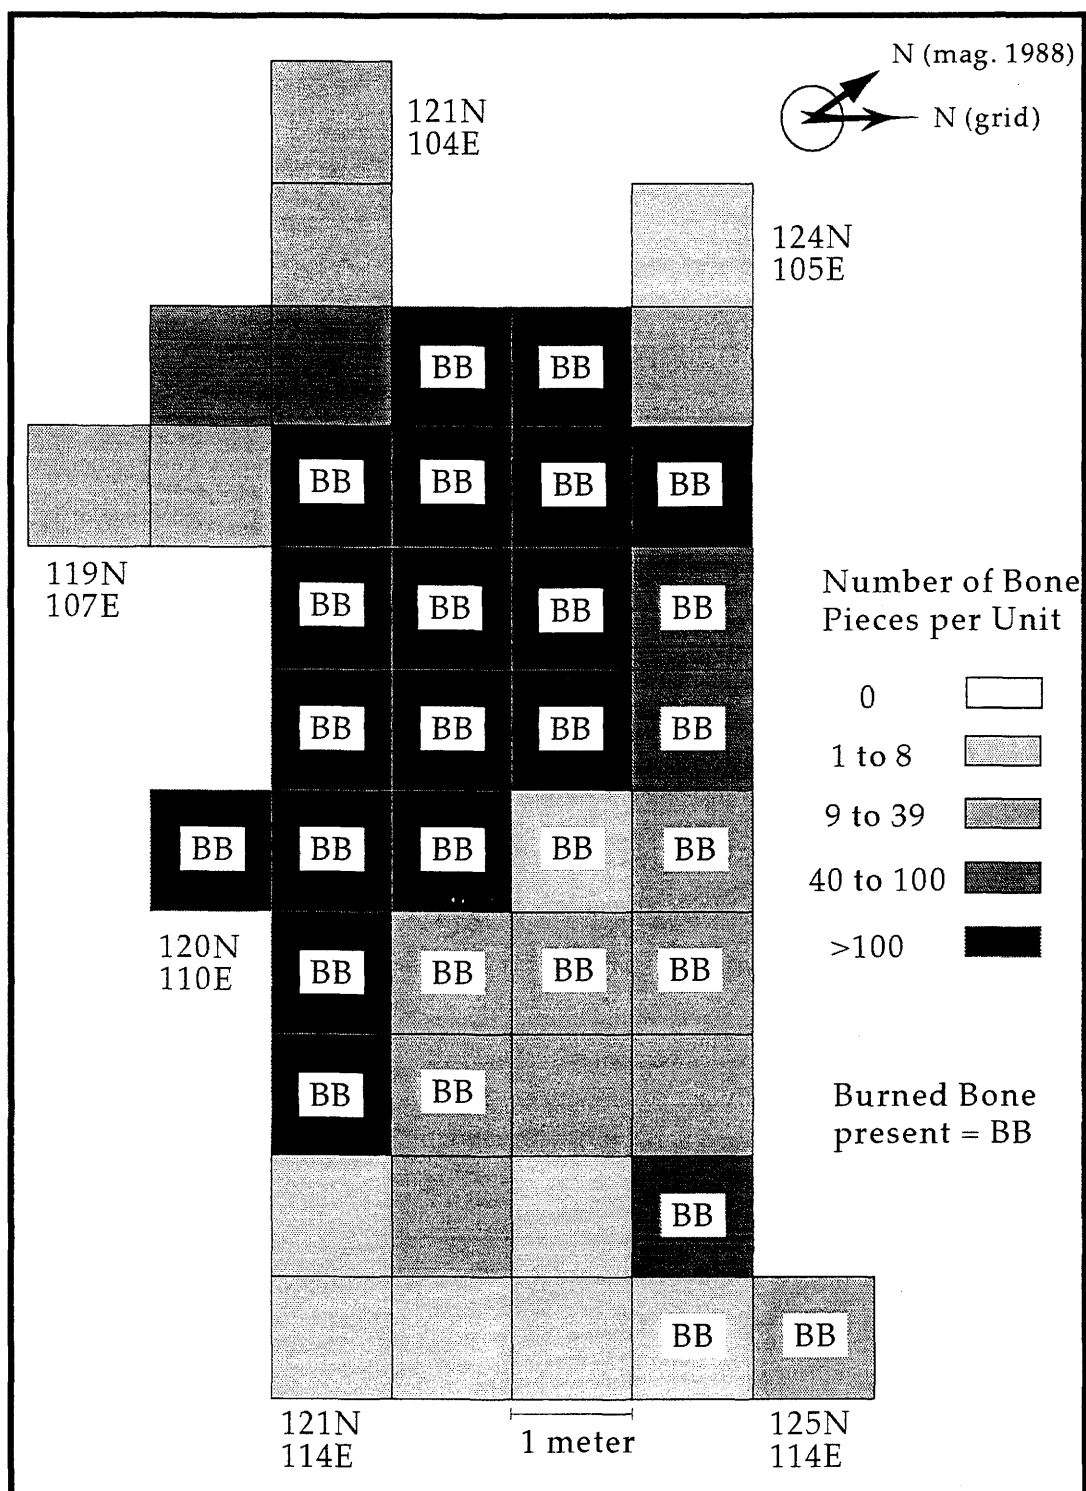 N (mag. 1988)
N (grid)
121N
104E
124N
105E
BB BB
BB BB BB BB
119N
107E
BB BB BB BB
Number of Bone
Pieces per Unit
BB BB BB BB
0
1 to 8
9 to 39
40 to 100
>100
BB BB BB BB BB
120N
110E
BB BB BB BB
BB BB
Burned Bone
present = BB
BB
BB BB
121N
114E
1 meter
125N
114E